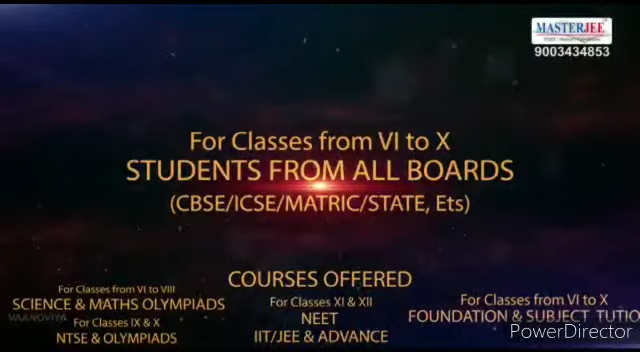 MASTERJEE
9003434853
For Classes from VI to X
STUDENTS FROM ALL BOARDS
(CBSE/ICSE/MATRIC/STATE, Ets)
COURSES OFFERED
For Classes from VI to VIII
SCIENCE & MATHS OLYMPIADS
For Classes IX & X
NTSE & OLYMPIADS
For Classes XI & XII
NEET
IIT/JEE & ADVANCE
For Classes from VI to X
FOUNDATION & SUBJECT TUTIO
PowerDirector